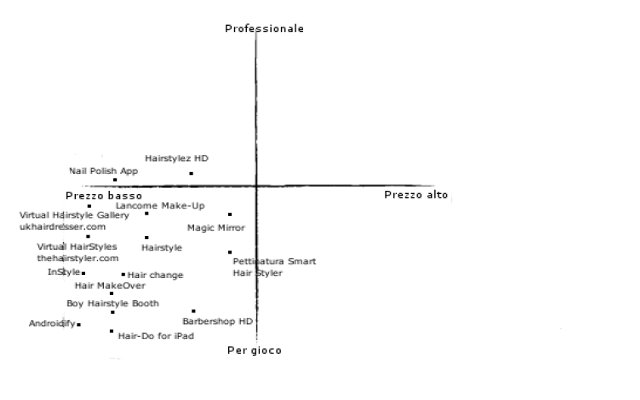 Professionale
Hairstylez HD
Nail Polish App
Prezzo basso
Prezzo alto
Lancome Make-Up
Virtual Hairstyle Gallery
ukhairdresser.com
Magic Mirror
Virtual HairStyles
thehairstyler.com
Hairstyle
Pettinatura Smart
Hair Styler
InStyle
Hair change
Hair MakeOver
Boy Hairstyle Booth
Androidify
Barbershop HD
Hair-Do for iPad
Per gioco